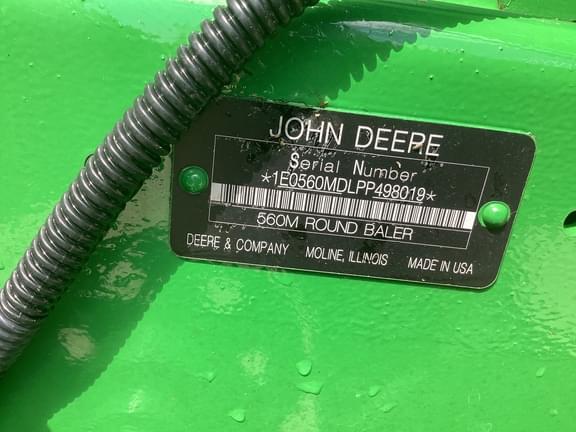 JOHN DEERE
Serial Number
*1E0560MDLPP498019*
560M ROUND BALER
DEERE & COMPANY MOLINE, ILLINOIS MADE IN USA